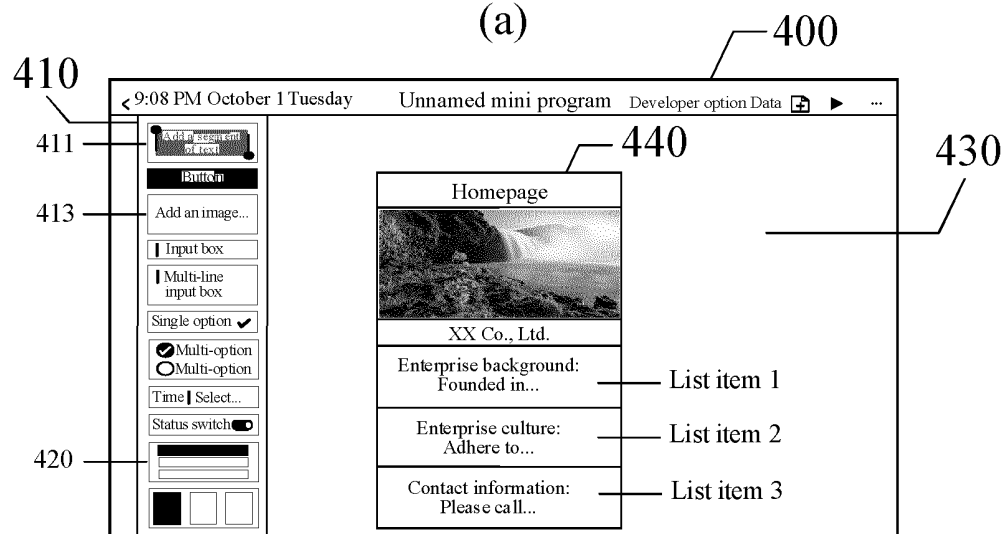 (a)
400
410
9:08 PM October 1 Tuesday Unnamed mini program Developer option Data ...
411
Add a segment
of text
440
430
Button
Homepage
413
Add an image...
Input box
Multi-line
input box
Single option
XX Co., Ltd.
Multi-option
Multi-option
Enterprise background:
Founded in...
List item 1
Time Select...
Status switch
Enterprise culture:
Adhere to...
List item 2
420
Contact information:
Please call...
List item 3